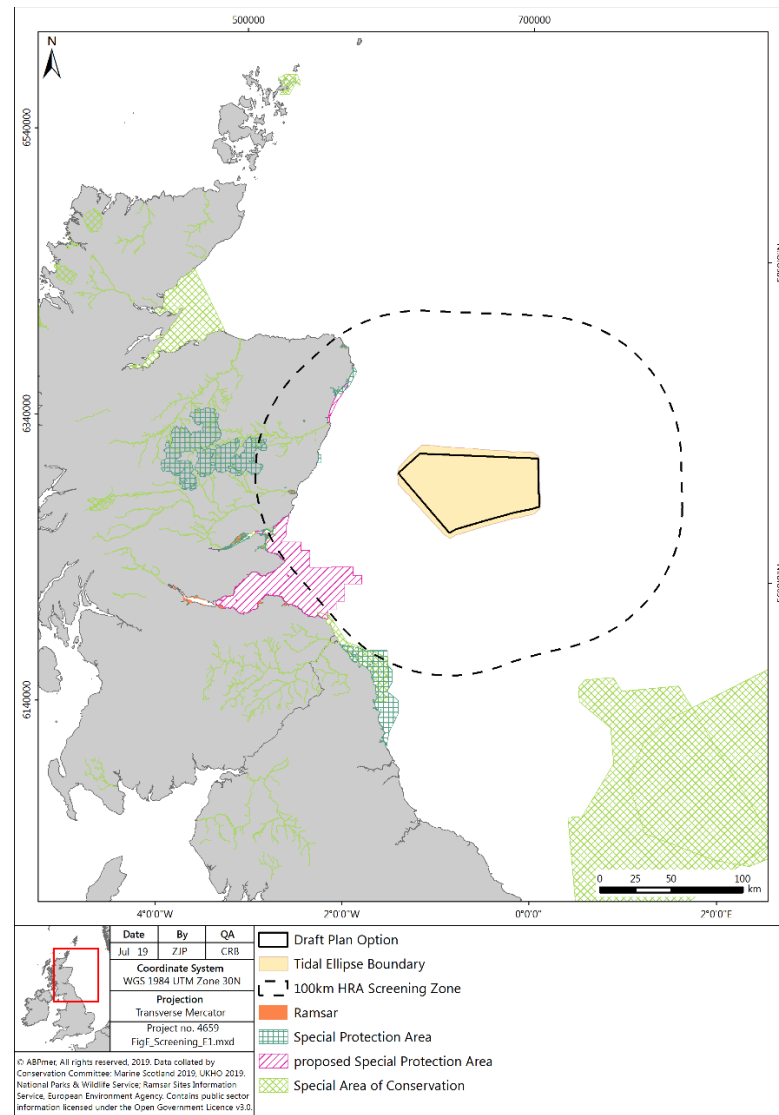 500000 700000
N
6540000
6340000
6140000
0 25 50 100
km
4°0'0"W 2°0'0"W 0°0'0" 2°0'0"E
Date By QA
Jul 19 ZJP CRB
Coordinate System
WGS 1984 UTM Zone 30N
Projection
Transverse Mercator
Project no. 4659
FigE_Screening_E1.mxd
© ABPmer, All rights reserved, 2019. Data collated by
Conservation Committee; Marine Scotland 2019, UKHO 2019.
National Parks & Wildlife Service; Ramsar Sites Information
Service, European Environment Agency. Contains public sector
information licensed under the Open Government Licence v3.0.
Draft Plan Option
Tidal Ellipse Boundary
100km HRA Screening Zone
Ramsar
Special Protection Area
proposed Special Protection Area
Special Area of Conservation